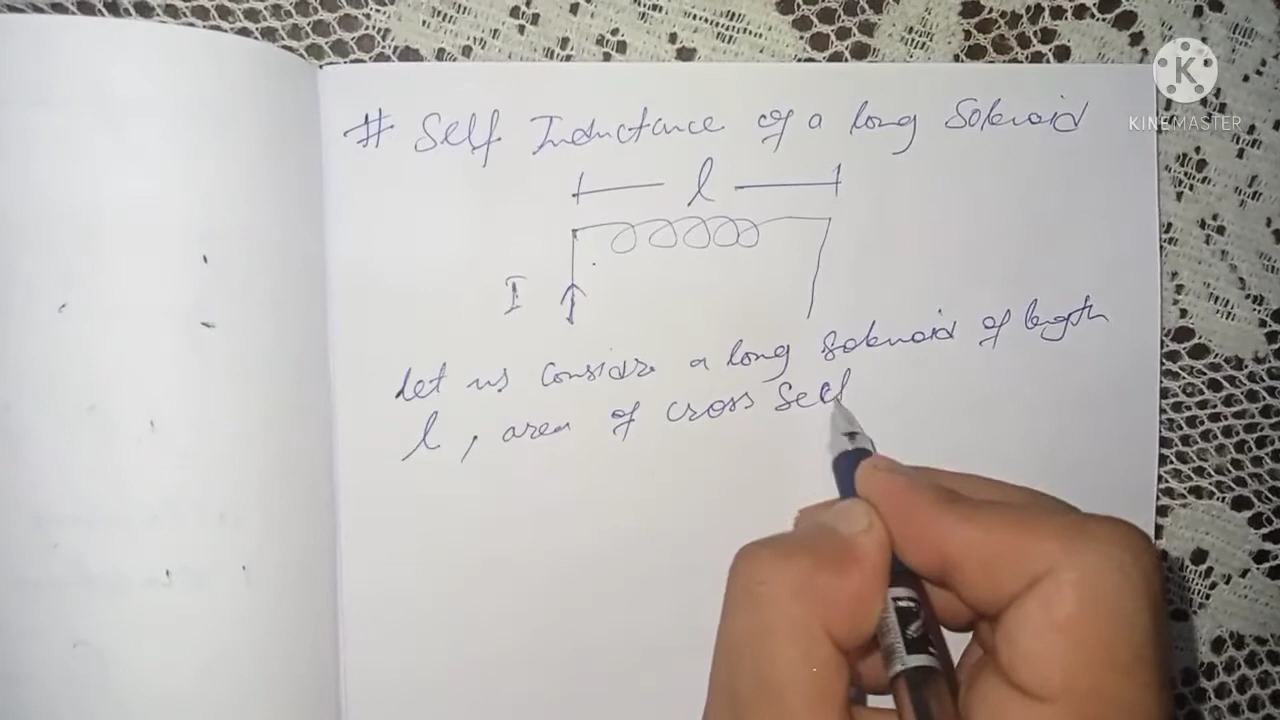 # Self Inductance of a long Solenoid
l
I
Let us consider a long solenoid of length
l, area of cross sect
K
KINEMASTER